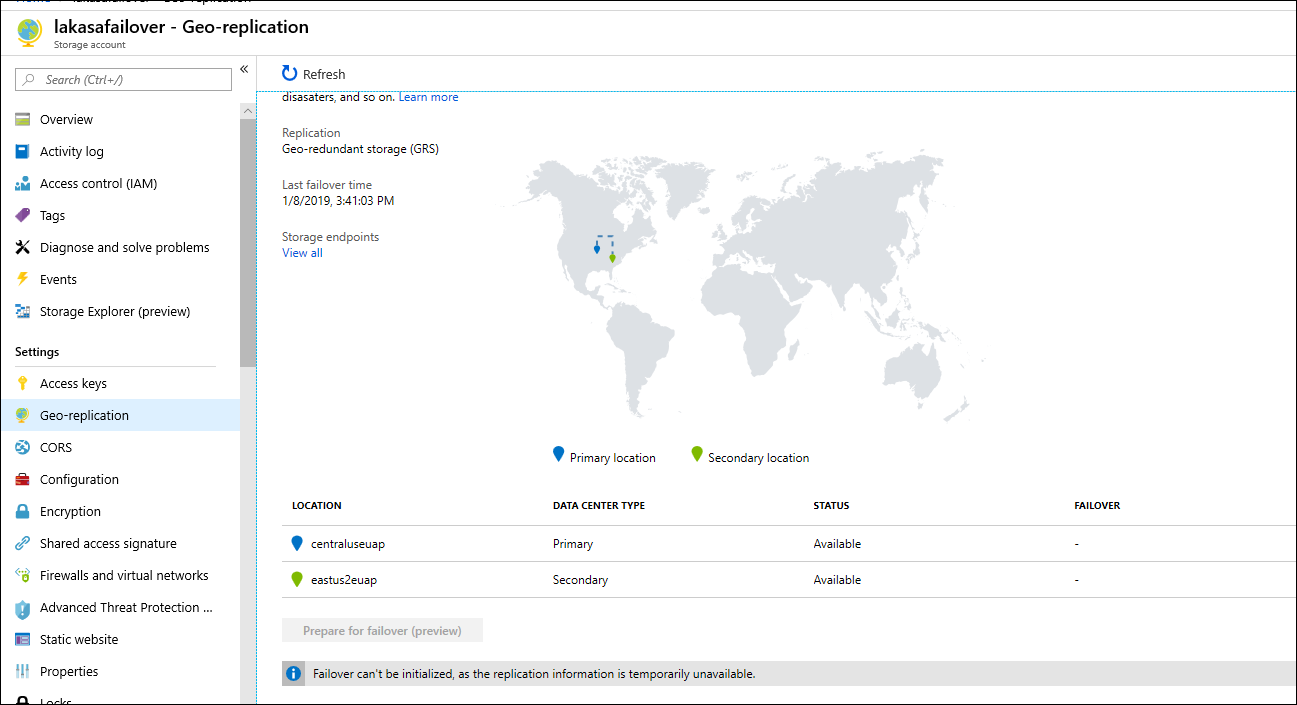 lakasafailover - Geo-replication
Storage account
Search (Ctrl+/)
«
Overview
Activity log
Access control (IAM)
Tags
Diagnose and solve problems
Events
Storage Explorer (preview)
Settings
Access keys
Geo-replication
CORS
Configuration
Encryption
Shared access signature
Firewalls and virtual networks
Advanced Threat Protection ...
Static website
Properties
Locks
Refresh
disasaters, and so on. Learn more
Replication
Geo-redundant storage (GRS)
Last failover time
1/8/2019, 3:41:03 PM
Storage endpoints
View all
Primary location Secondary location
LOCATION DATA CENTER TYPE STATUS FAILOVER
centraluseuap Primary Available -
eastus2euap Secondary Available -
Prepare for failover (preview)
Failover can't be initialized, as the replication information is temporarily unavailable.